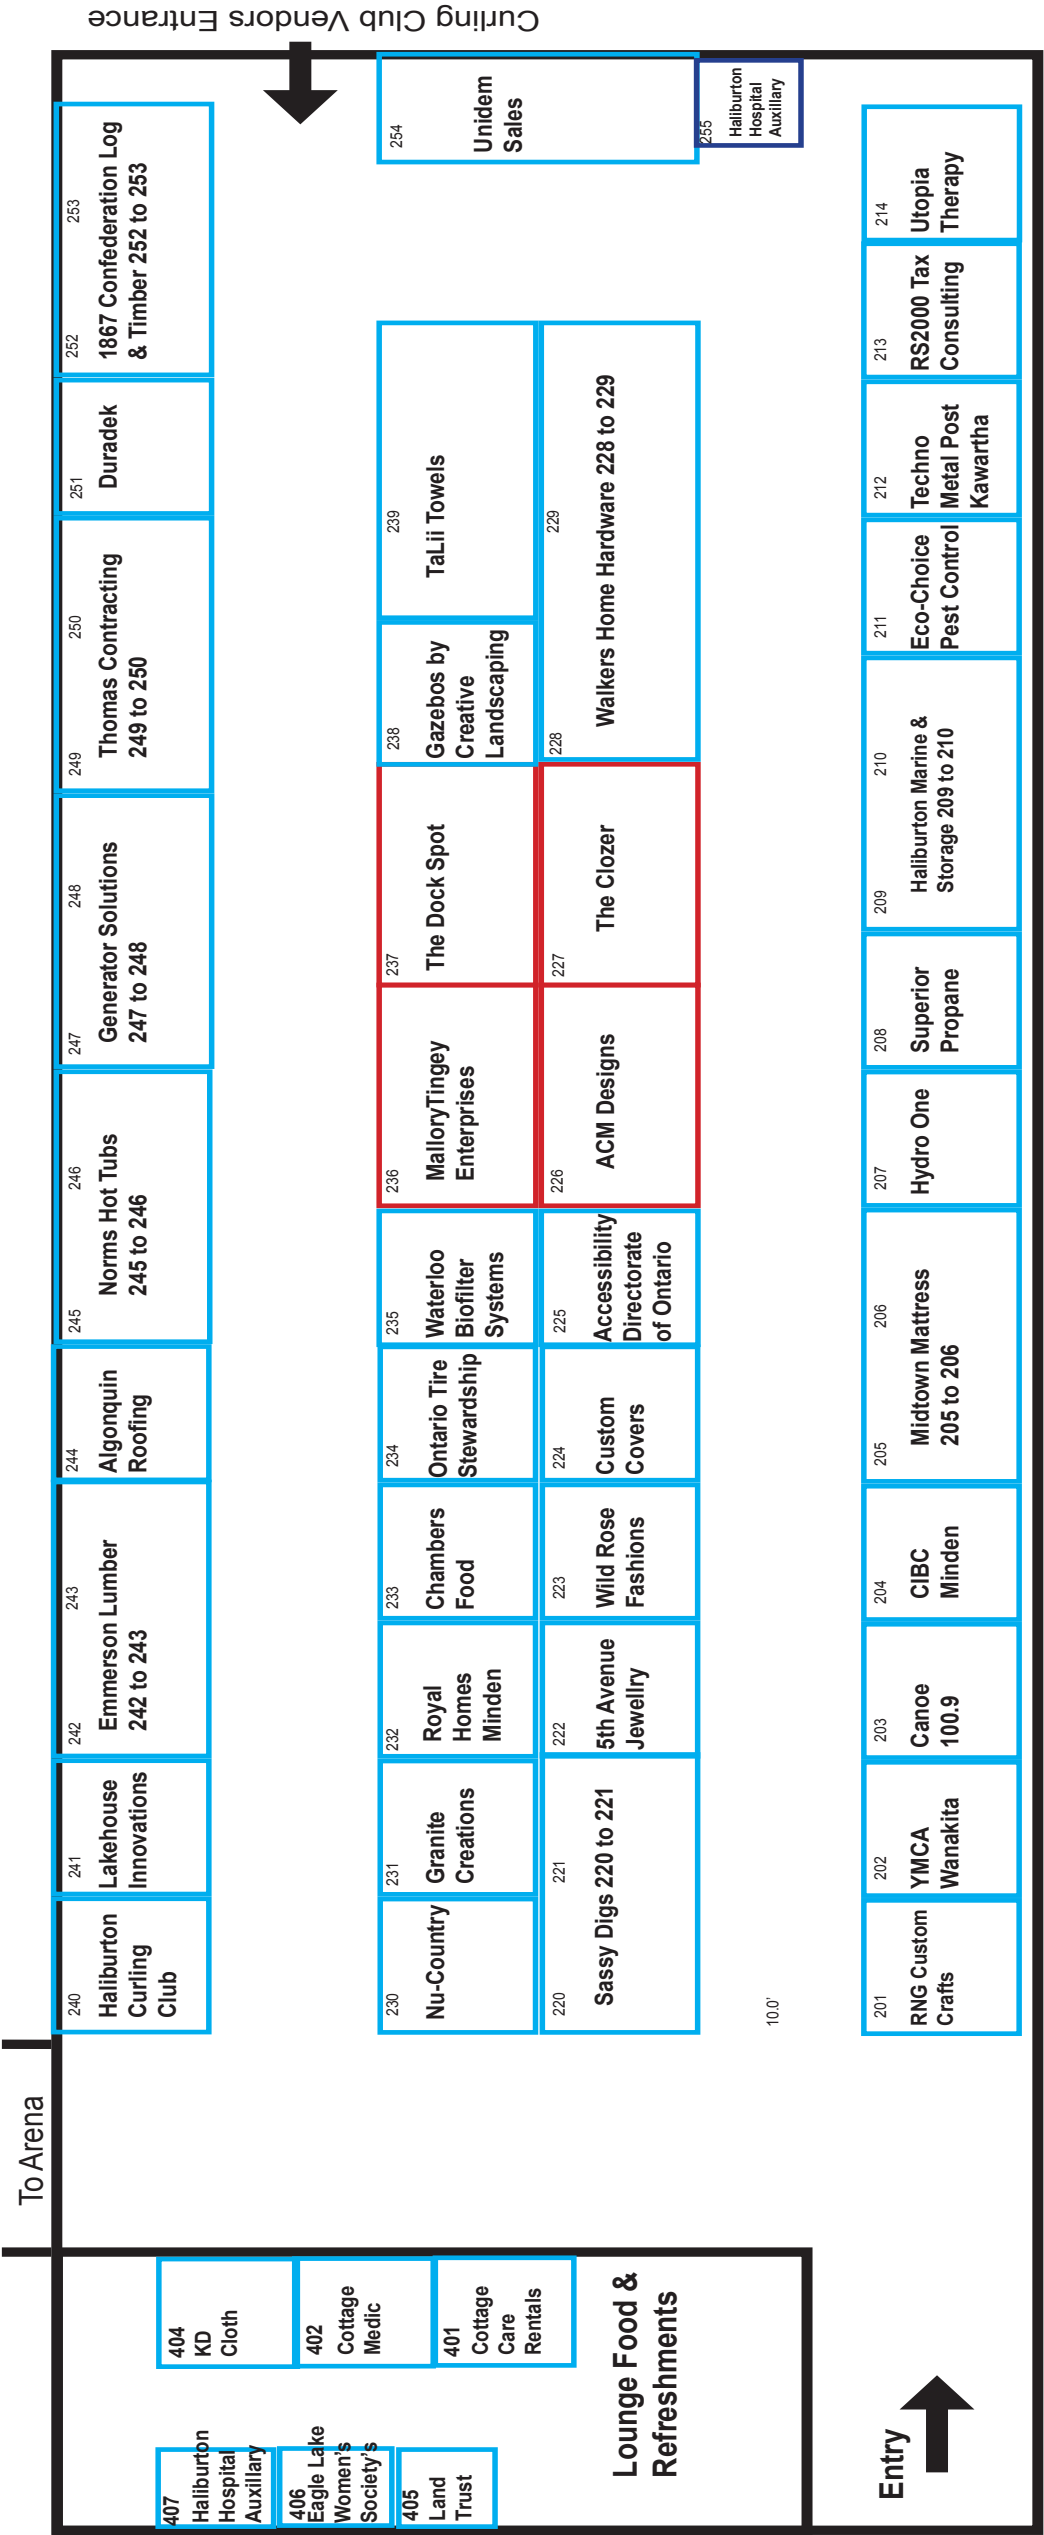 Curling Club Vendors Entrance
To Arena
240
Haliburton
Curling
Club
241
Lakehouse
Innovations
242
243
Emmerson Lumber
242 to 243
244
Algonquin
Roofing
245
246
Norms Hot Tubs
245 to 246
247
248
Generator Solutions
247 to 248
249
250
Thomas Contracting
249 to 250
251
Duradek
252
253
1867 Confederation Log
& Timber 252 to 253
254
Unidem
Sales
255
Haliburton
Hospital
Auxillary
230
Nu-Country
231
Granite
Creations
232
Royal
Homes
Minden
233
Chambers
Food
234
Ontario Tire
Stewardship
235
Waterloo
Biofilter
Systems
236
MalloryTingey
Enterprises
237
The Dock Spot
238
Gazebos by
Creative
Landscaping
239
TaLii Towels
220
221
Sassy Digs 220 to 221
222
5th Avenue
Jewellry
223
Wild Rose
Fashions
224
Custom
Covers
225
Accessibility
Directorate
of Ontario
226
ACM Designs
227
The Clozer
228
229
Walkers Home Hardware 228 to 229
10.0'
201
RNG Custom
Crafts
202
YMCA
Wanakita
203
Canoe
100.9
204
CIBC
Minden
205
206
Midtown Mattress
205 to 206
207
Hydro One
208
Superior
Propane
209
210
Haliburton Marine &
Storage 209 to 210
211
Eco-Choice
Pest Control
212
Techno
Metal Post
Kawartha
213
RS2000 Tax
Consulting
214
Utopia
Therapy
407
Haliburton
Hospital
Auxillary
406
Eagle Lake
Women's
Society's
405
Land
Trust
404
KD
Cloth
402
Cottage
Medic
401
Cottage
Care
Rentals
Lounge Food &
Refreshments
Entry